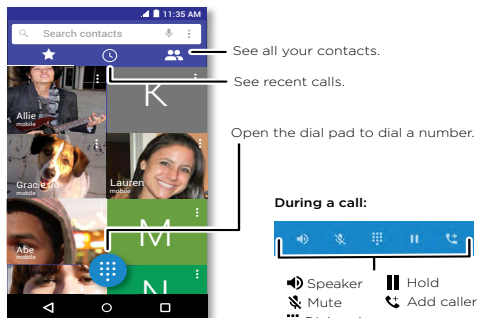 11:35 AM
Search contacts
See all your contacts.
See recent calls.
K
Allie
mobile
Open the dial pad to dial a number.
Gracie
mobile
Lauren
mobile
During a call:
Abe
mobile
M
N
Speaker
Hold
Mute
Add caller